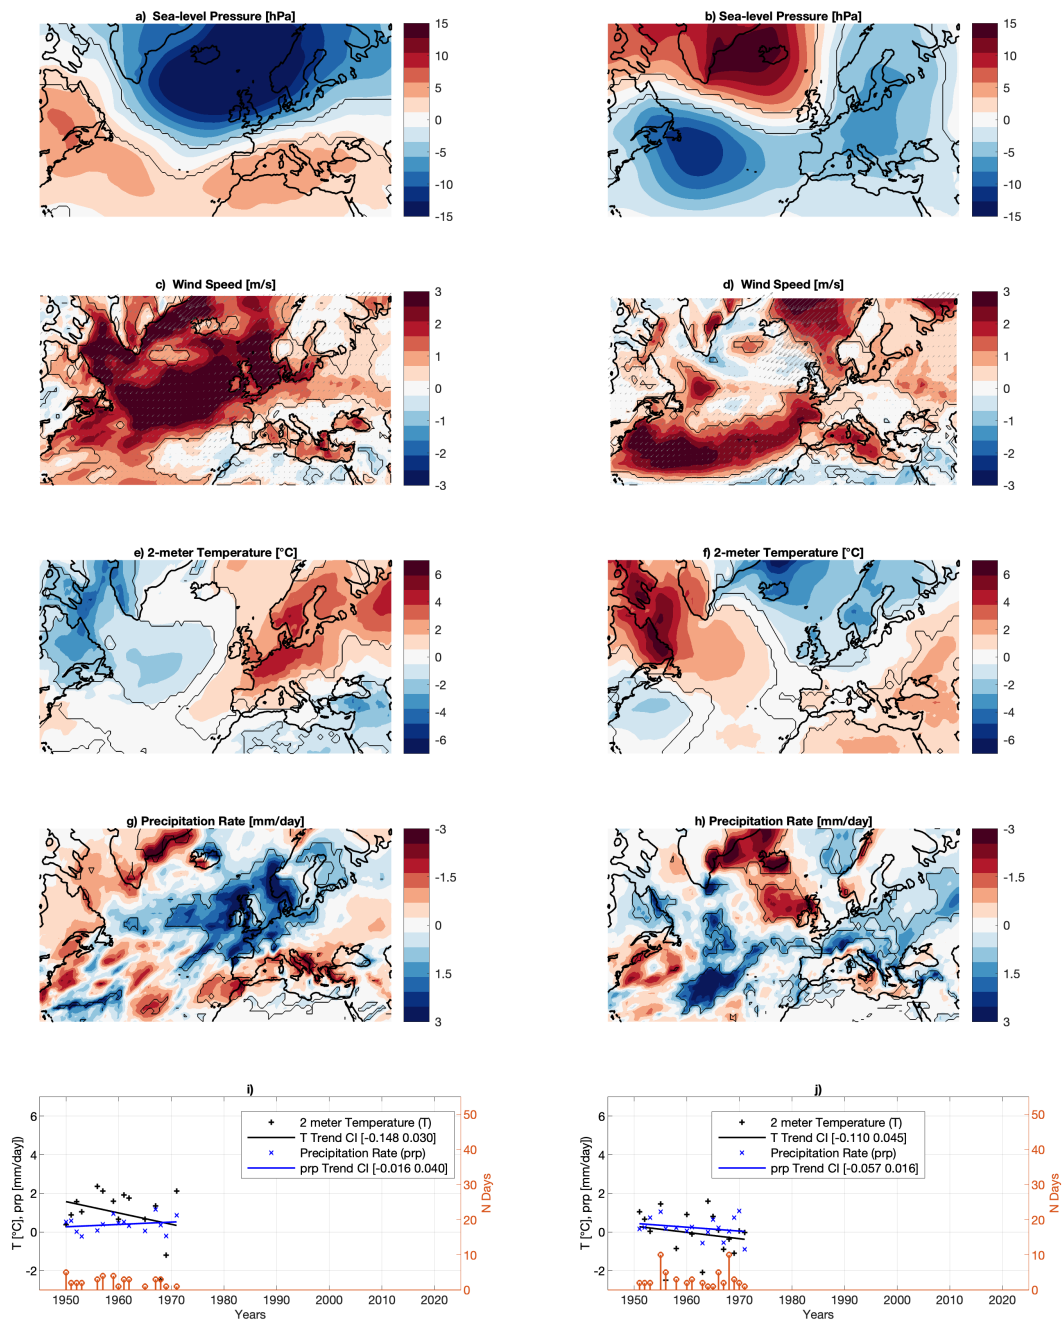 a) Sea-level Pressure [hPa]
15
10
5
0
-5
-10
-15
b) Sea-level Pressure [hPa]
15
10
5
0
-5
-10
-15
c) Wind Speed [m/s]
3
2
1
0
-1
-2
-3
d) Wind Speed [m/s]
3
2
1
0
-1
-2
-3
e) 2-meter Temperature [°C]
6
4
2
0
-2
-4
-6
f) 2-meter Temperature [°C]
6
4
2
0
-2
-4
-6
g) Precipitation Rate [mm/day]
-3
-1.5
0
1.5
3
h) Precipitation Rate [mm/day]
-3
-1.5
0
1.5
3
i)
T [°C], prp [mm/day])
6
4
2
0
-2
+ 2 meter Temperature (T)
T Trend CI [-0.148 0.030]
× Precipitation Rate (prp)
prp Trend CI [-0.016 0.040]
50
40
30
20
10
0
N Days
1950 1960 1970 1980 1990 2000 2010 2020
Years
j)
T [°C], prp [mm/day])
6
4
2
0
-2
+ 2 meter Temperature (T)
T Trend CI [-0.110 0.045]
× Precipitation Rate (prp)
prp Trend CI [-0.057 0.016]
50
40
30
20
10
0
N Days
1950 1960 1970 1980 1990 2000 2010 2020
Years